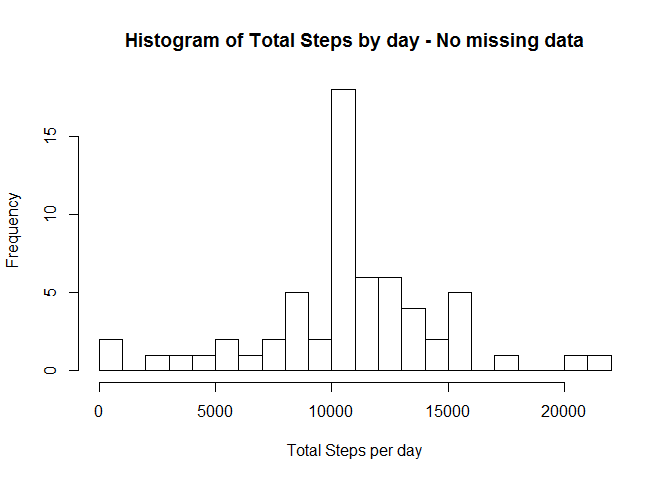 Histogram of Total Steps by day - No missing data
Frequency
15
10
5
0
0 5000 10000 15000 20000
Total Steps per day